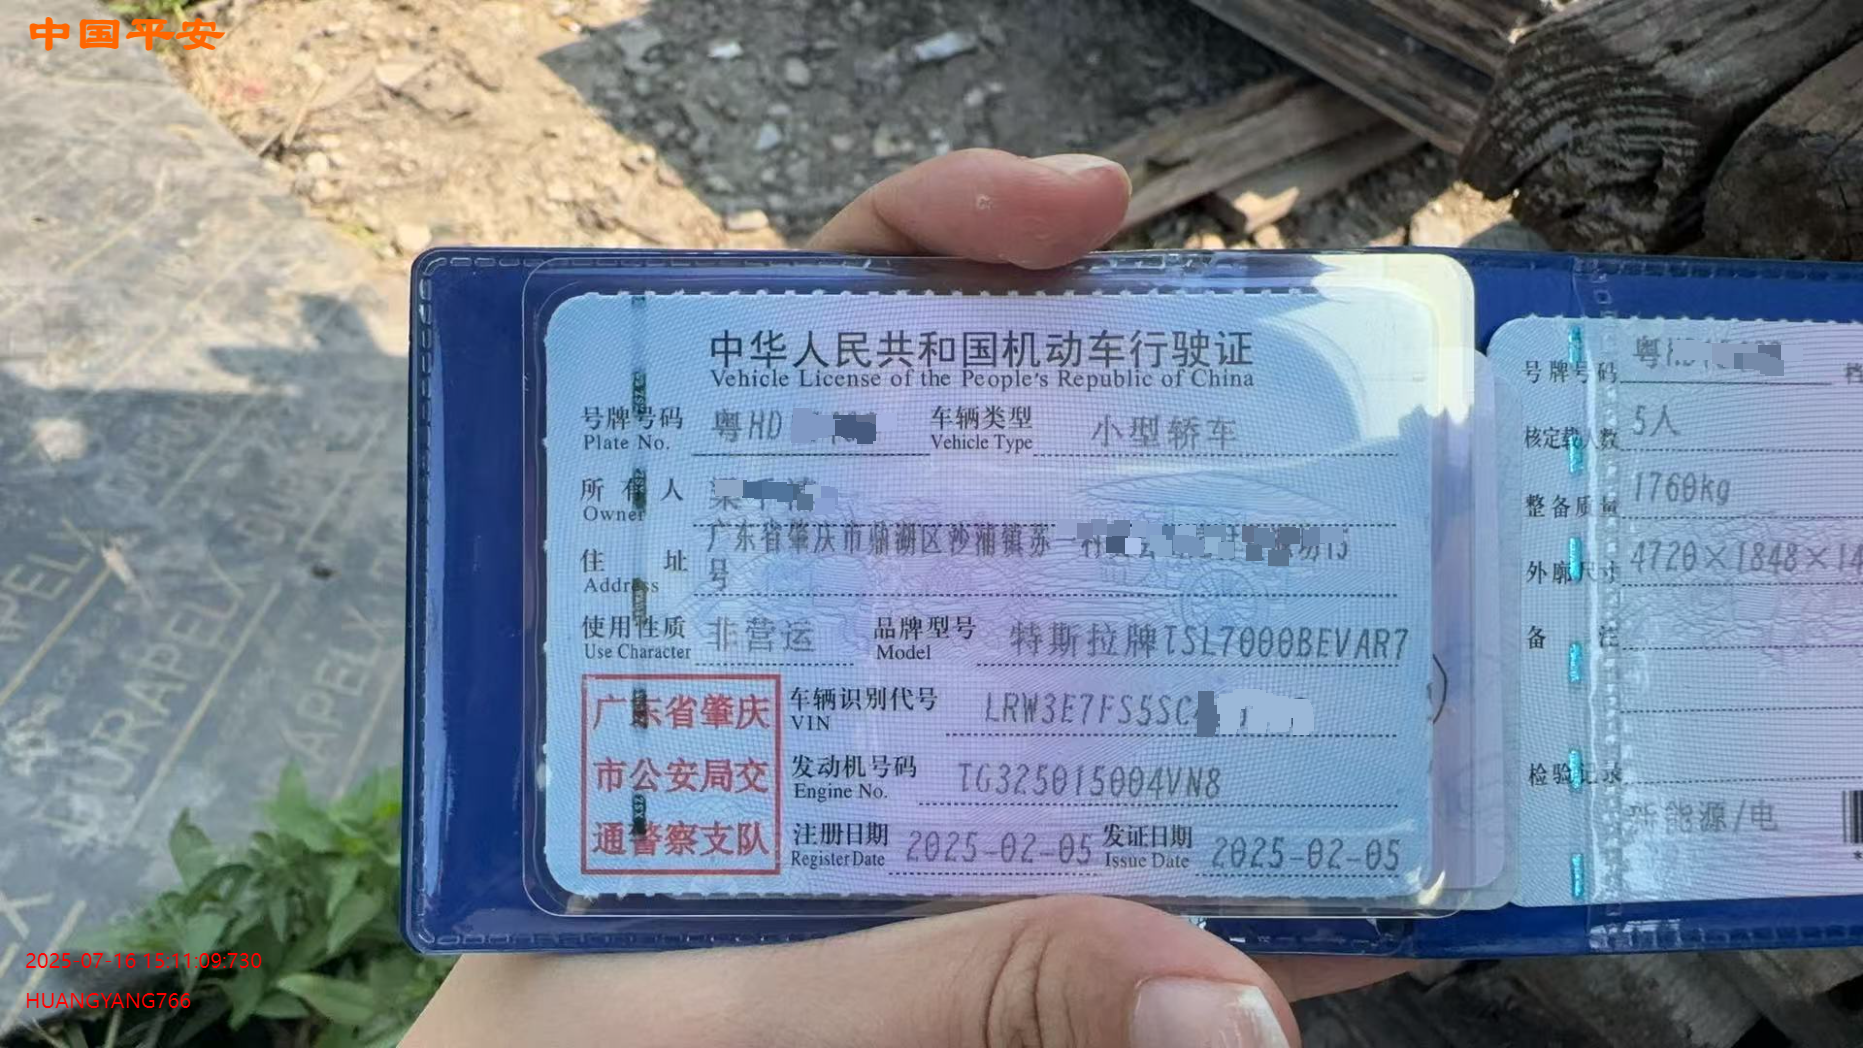 中国平安
中华人民共和国机动车行驶证
Vehicle License of the People's Republic of China
号牌号码 粤HD 车辆类型 小型轿车
Plate No. Vehicle Type
所有人
Owner
广东省肇庆市鼎湖区沙浦镇苏一村
住址 号
Address
使用性质 非营运 品牌型号 特斯拉牌TSL7000BEVAR7
Use Character Model
广东省肇庆
市公安局交
通警察支队
车辆识别代号 LRW3E7FS5SC
VIN
发动机号码 TG325015004VN8
Engine No.
注册日期 2025-02-05 发证日期 2025-02-05
Register Date Issue Date
号牌号码 粤H
核定载人数 5人
整备质量 1760kg
外廓尺寸 4720×1848×14
备注
检验记录
新能源/电
2025-07-16 15:11:09.730
HUANGYANG766